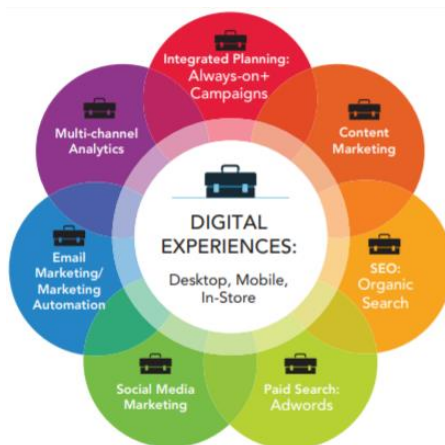 Integrated Planning:
Always-on+
Campaigns
Content
Marketing
SEO:
Organic
Search
Paid Search:
Adwords
Social Media
Marketing
Email
Marketing/
Marketing
Automation
Multi-channel
Analytics
DIGITAL
EXPERIENCES:
Desktop, Mobile,
In-Store